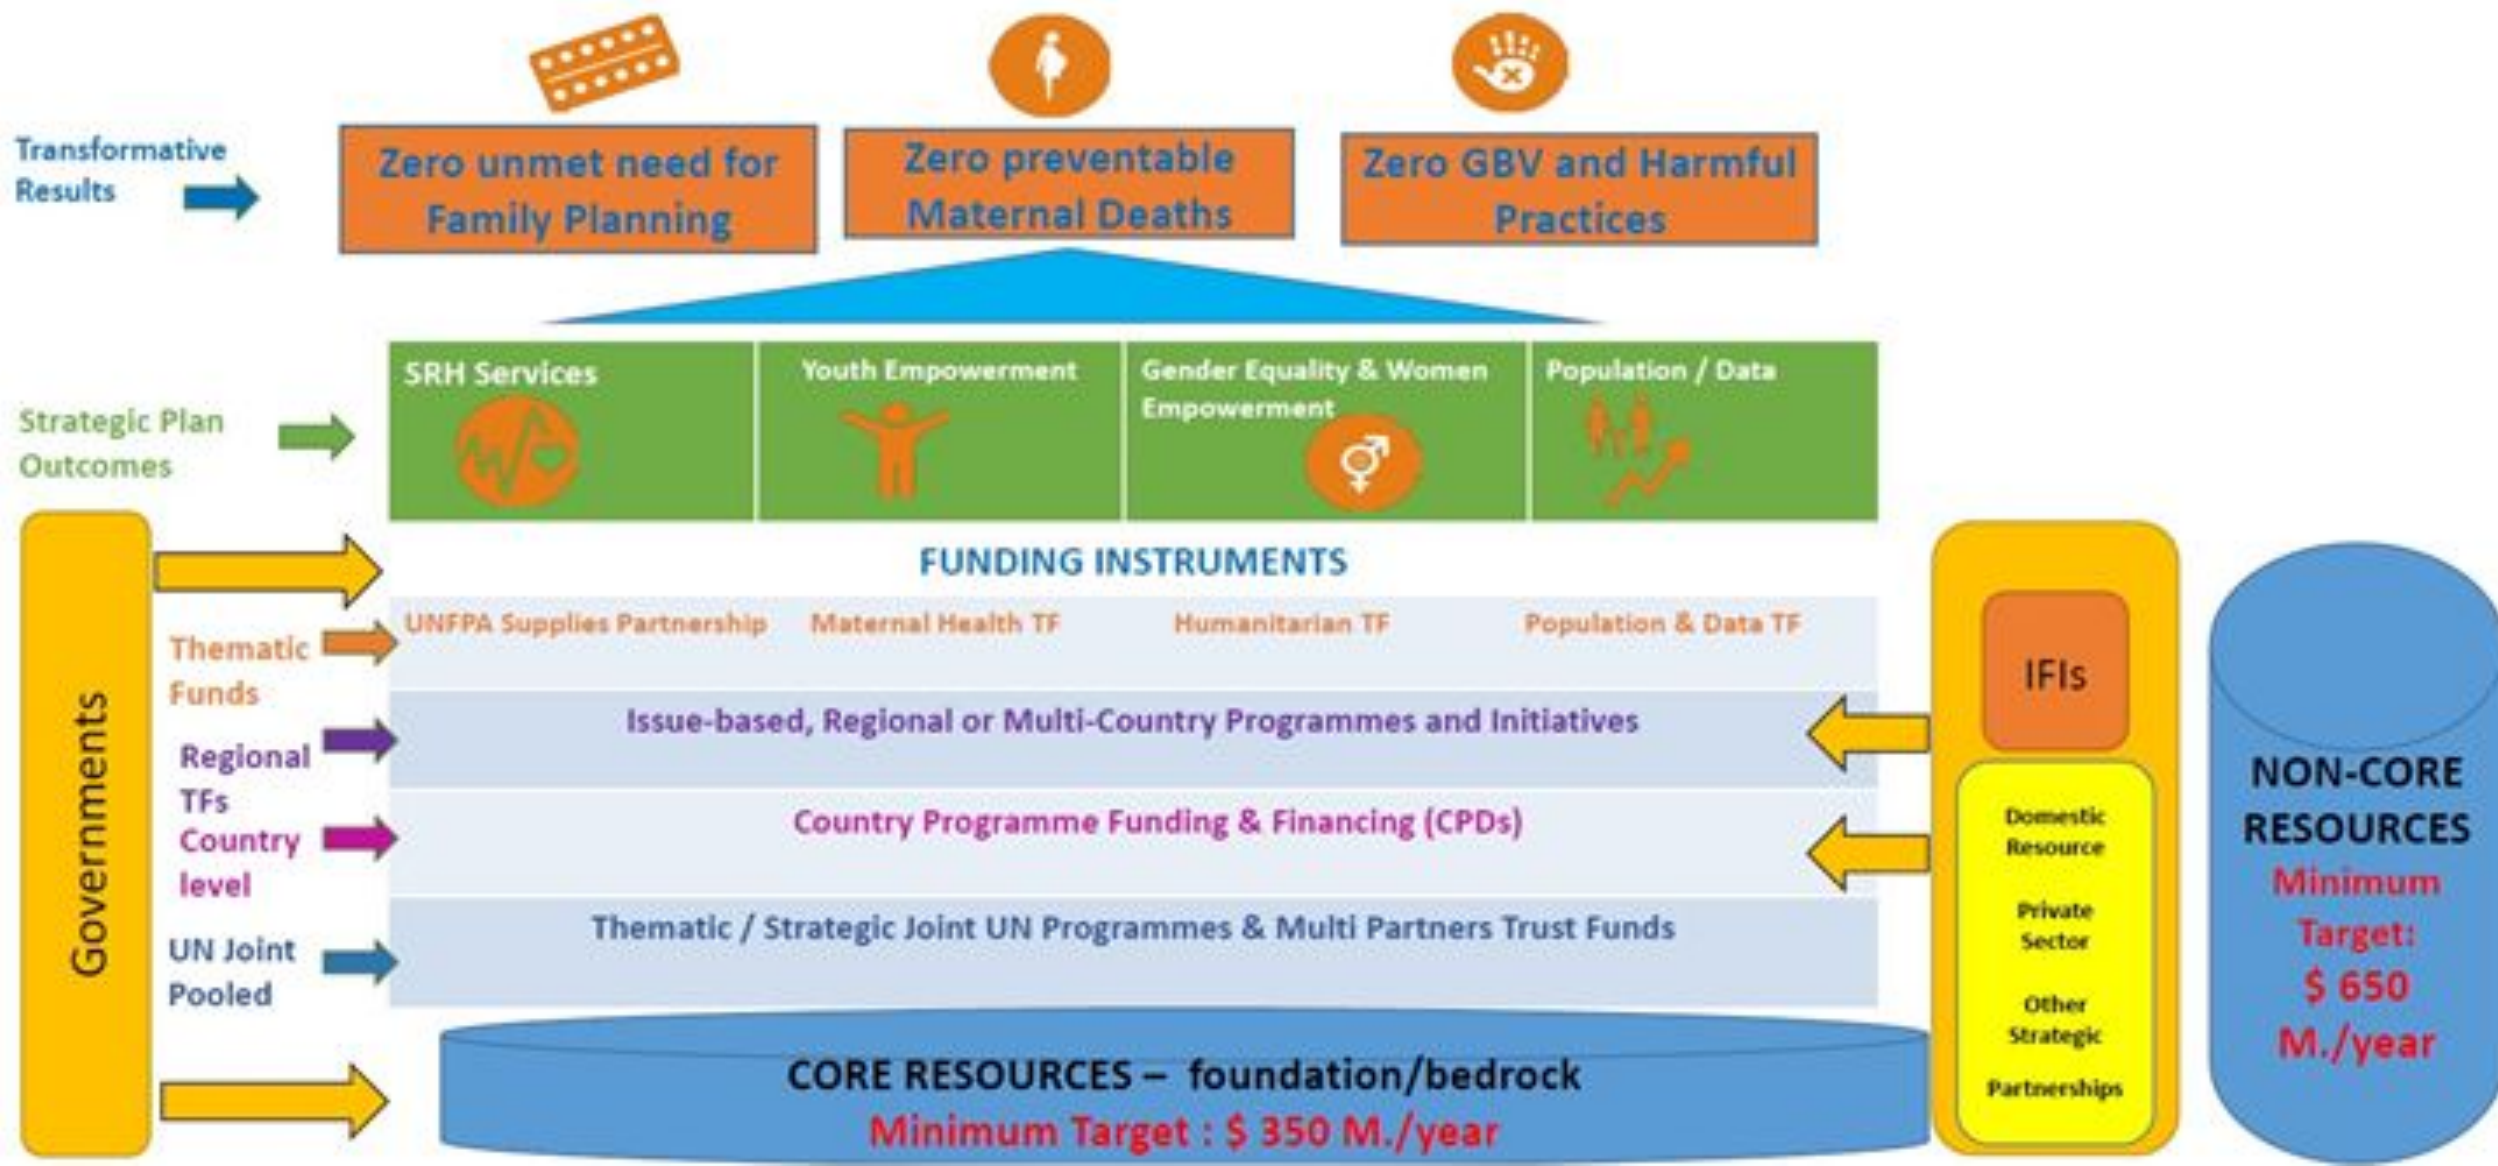 Transformative
Results
Zero unmet need for
Family Planning
Zero preventable
Maternal Deaths
Zero GBV and Harmful
Practices
Strategic Plan
Outcomes
SRH Services
Youth Empowerment
Gender Equality & Women
Empowerment
Population / Data
Governments
FUNDING INSTRUMENTS
Thematic
Funds
UNFPA Supplies Partnership
Maternal Health TF
Humanitarian TF
Population & Data TF
Regional
TFs
Issue-based, Regional or Multi-Country Programmes and Initiatives
Country
level
Country Programme Funding & Financing (CPDs)
UN Joint
Pooled
Thematic / Strategic Joint UN Programmes & Multi Partners Trust Funds
CORE RESOURCES – foundation/bedrock
Minimum Target : $ 350 M./year
IFIs
Domestic
Resource
Private
Sector
Other
Strategic
Partnerships
NON-CORE
RESOURCES
Minimum
Target:
$ 650
M./year